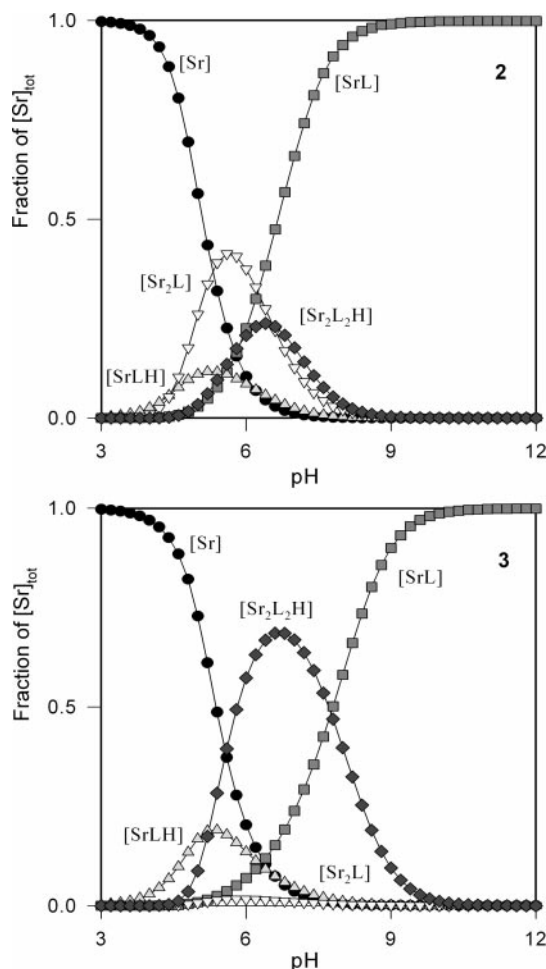 1.0
2
[Sr]
[SrL]
Fraction of [Sr]tot
0.5
[Sr2L]
[Sr2L2H]
[SrLH]
0.0
3 6 9 12
pH
1.0
3
[Sr]
[SrL]
[Sr2L2H]
Fraction of [Sr]tot
0.5
[SrLH]
[Sr2L]
0.0
3 6 9 12
pH